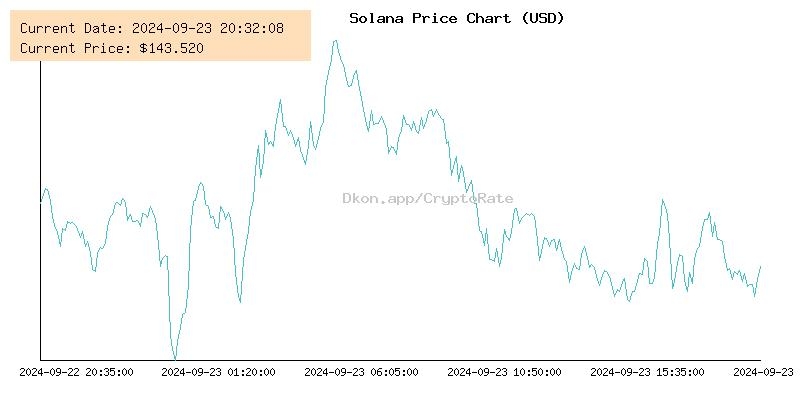 Solana Price Chart (USD)
Current Date: 2024-09-23 20:32:08
Current Price: $143.520
Dkon.app/CryptoRate
2024-09-22 20:35:00
2024-09-23 01:20:00
2024-09-23 06:05:00
2024-09-23 10:50:00
2024-09-23 15:35:00
2024-09-23